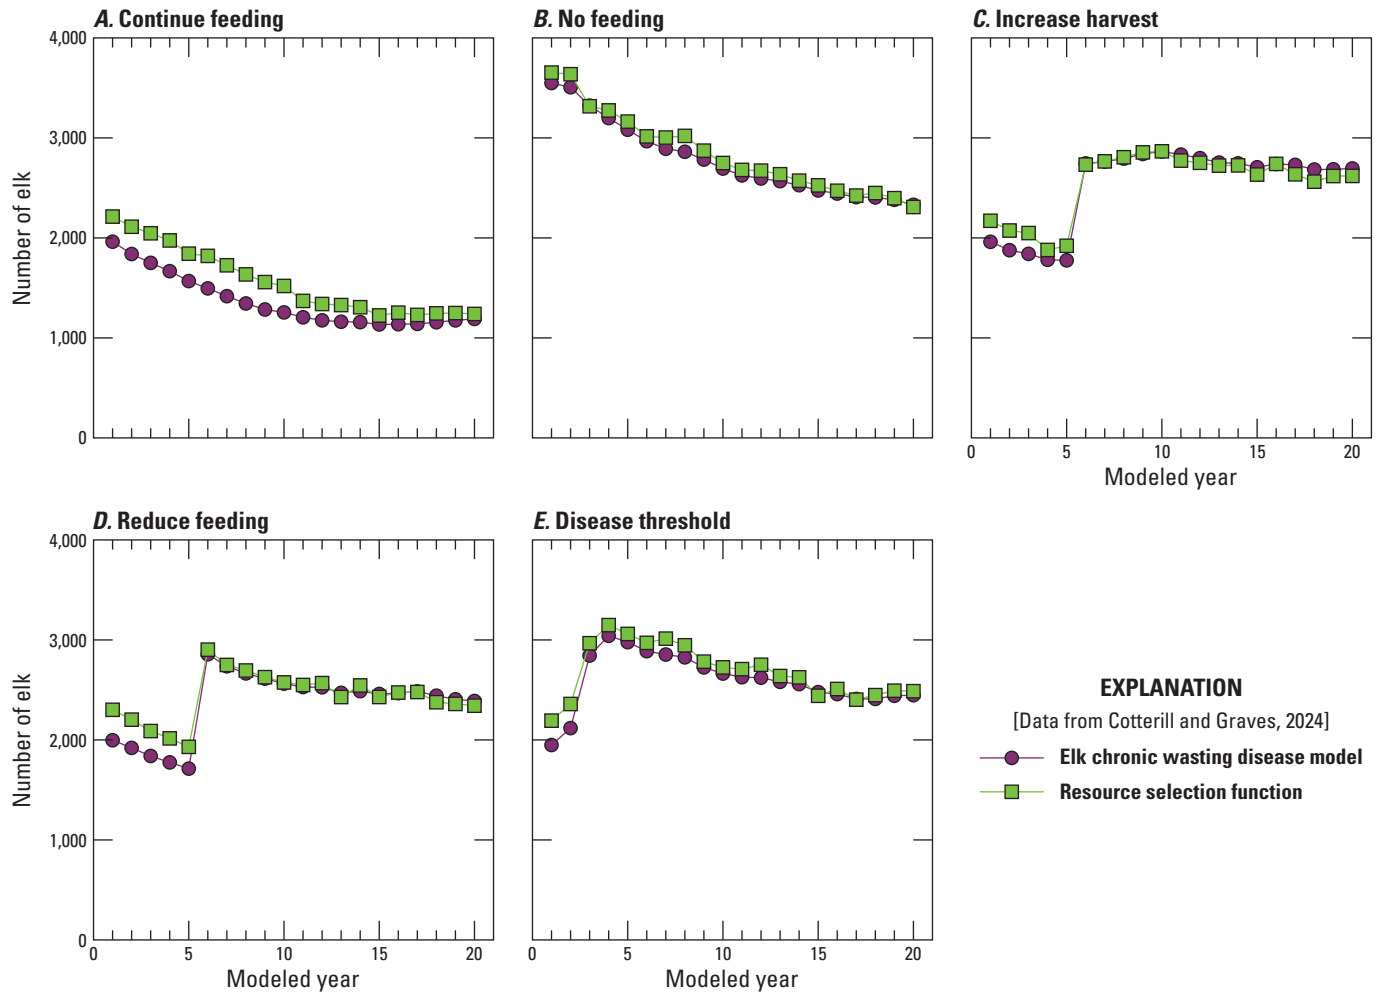 A. Continue feeding
B. No feeding
C. Increase harvest
4,000
3,000
2,000
1,000
0
Number of elk
0 5 10 15 20
Modeled year
D. Reduce feeding
E. Disease threshold
4,000
3,000
2,000
1,000
0
Number of elk
0 5 10 15 20
Modeled year
0 5 10 15 20
Modeled year
EXPLANATION
[Data from Cotterill and Graves, 2024]
Elk chronic wasting disease model
Resource selection function